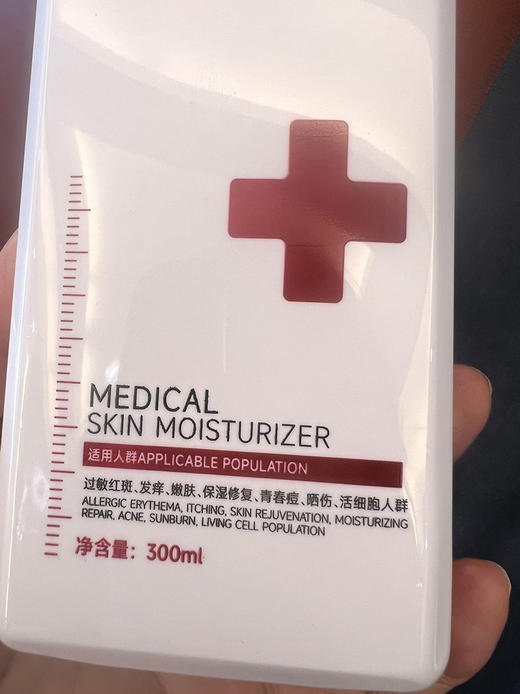 MEDICAL
SKIN MOISTURIZER
适用人群APPLICABLE POPULATION
过敏红斑、发痒、嫩肤、保湿修复、青春痘、晒伤、活细胞人群
ALLERGIC ERYTHEMA, ITCHING, SKIN REJUVENATION, MOISTURIZING
REPAIR, ACNE, SUNBURN, LIVING CELL POPULATION
净含量：300ml